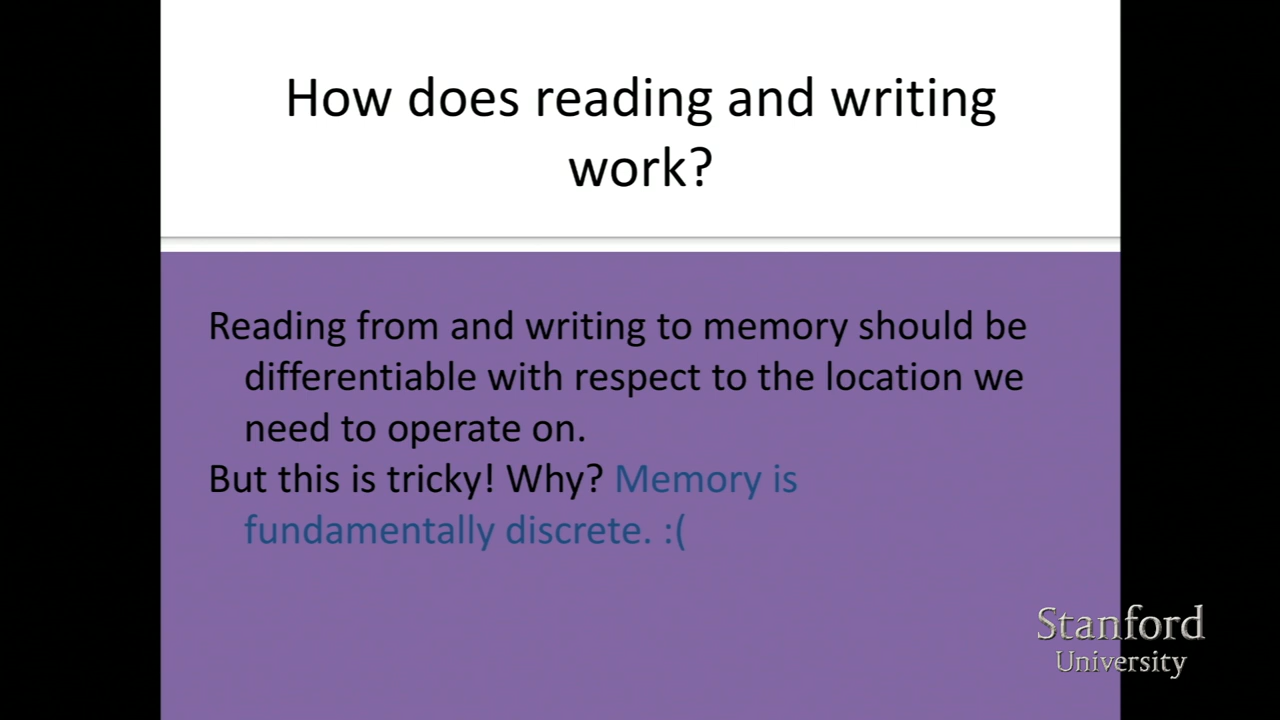 How does reading and writing
work?
Reading from and writing to memory should be
differentiable with respect to the location we
need to operate on.
But this is tricky! Why? Memory is
fundamentally discrete. :(
Stanford
University